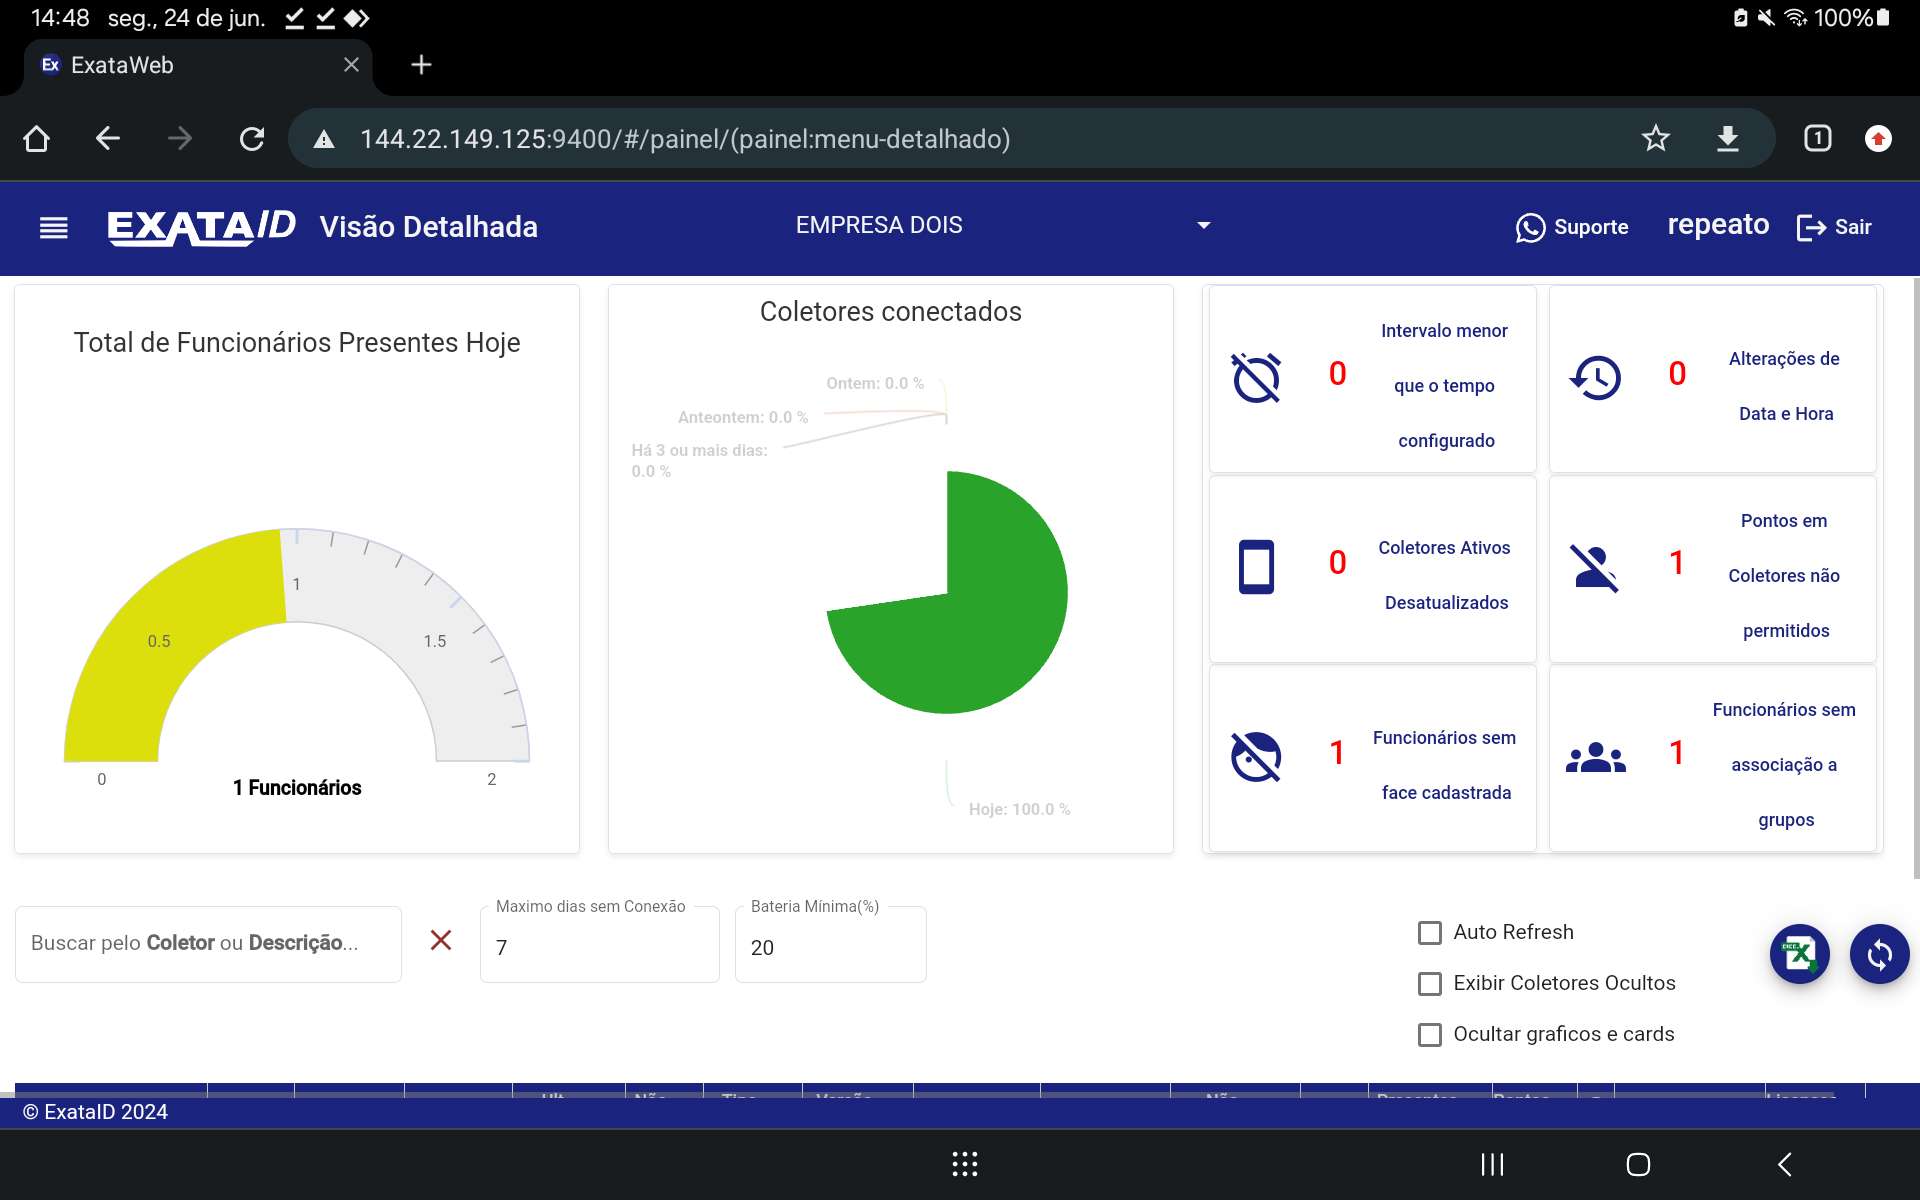 14:48 seg., 24 de jun.
100%
Ex ExataWeb
144.22.149.125:9400/#/painel/(painel:menu-detalhado)
1
EXATAID Visão Detalhada
EMPRESA DOIS
Suporte
repeato
Sair
Total de Funcionários Presentes Hoje
0
0.5
1
1.5
2
1 Funcionários
Coletores conectados
Ontem: 0.0 %
Anteontem: 0.0 %
Há 3 ou mais dias:
0.0 %
Hoje: 100.0 %
0
Intervalo menor
que o tempo
configurado
0
Alterações de
Data e Hora
0
Coletores Ativos
Desatualizados
1
Pontos em
Coletores não
permitidos
1
Funcionários sem
face cadastrada
1
Funcionários sem
associação a
grupos
Buscar pelo Coletor ou Descrição...
Maximo dias sem Conexão
7
Bateria Mínima(%)
20
Auto Refresh
Exibir Coletores Ocultos
Ocultar graficos e cards
© ExataID 2024